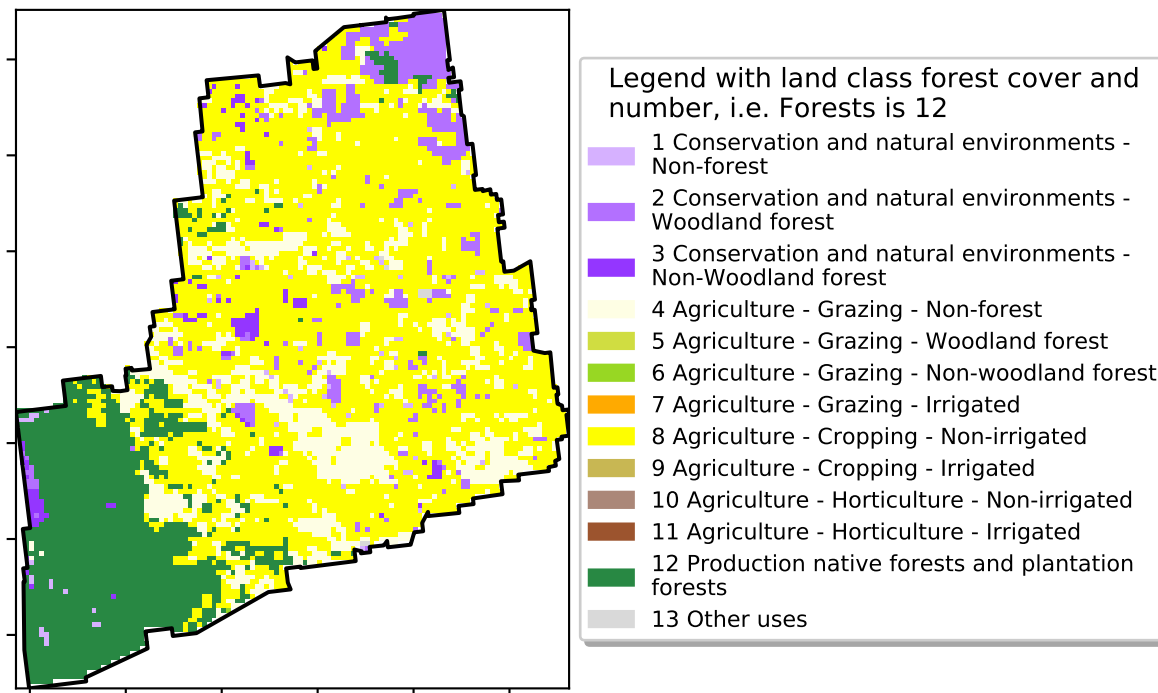 Legend with land class forest cover and
number, i.e. Forests is 12
1 Conservation and natural environments -
Non-forest
2 Conservation and natural environments -
Woodland forest
3 Conservation and natural environments -
Non-Woodland forest
4 Agriculture - Grazing - Non-forest
5 Agriculture - Grazing - Woodland forest
6 Agriculture - Grazing - Non-woodland forest
7 Agriculture - Grazing - Irrigated
8 Agriculture - Cropping - Non-irrigated
9 Agriculture - Cropping - Irrigated
10 Agriculture - Horticulture - Non-irrigated
11 Agriculture - Horticulture - Irrigated
12 Production native forests and plantation
forests
13 Other uses